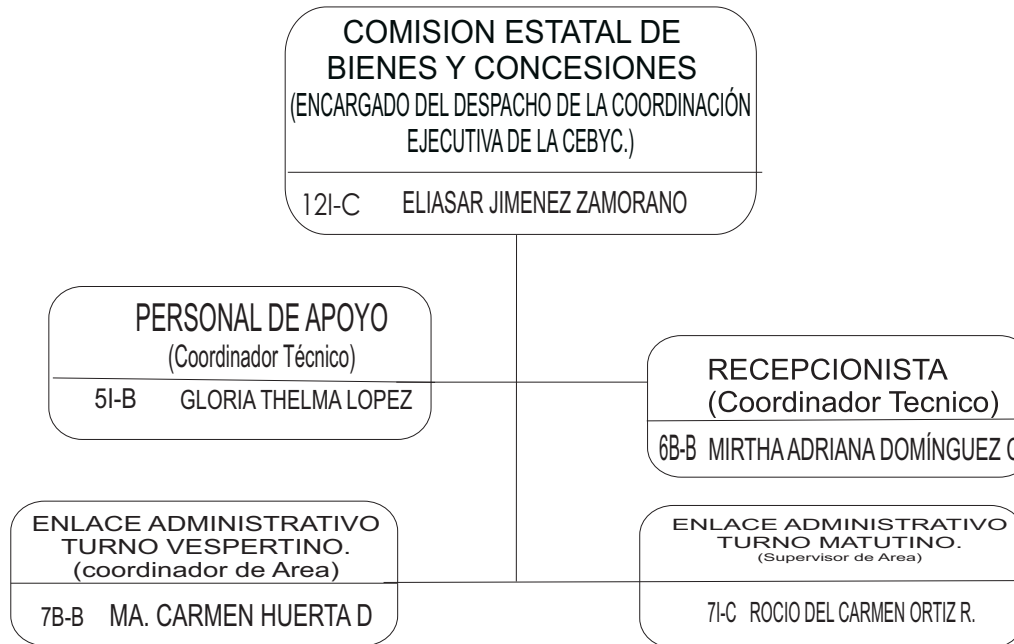 COMISION ESTATAL DE
BIENES Y CONCESIONES
(ENCARGADO DEL DESPACHO DE LA COORDINACIÓN
EJECUTIVA DE LA CEBYC.)
12I-C ELIASAR JIMENEZ ZAMORANO
PERSONAL DE APOYO
(Coordinador Técnico)
5I-B GLORIA THELMA LOPEZ
RECEPCIONISTA
(Coordinador Tecnico)
6B-B MIRTHA ADRIANA DOMÍNGUEZ
ENLACE ADMINISTRATIVO
TURNO VESPERTINO.
(coordinador de Area)
7B-B MA. CARMEN HUERTA D
ENLACE ADMINISTRATIVO
TURNO MATUTINO.
(Supervisor de Area)
7I-C ROCIO DEL CARMEN ORTIZ R.